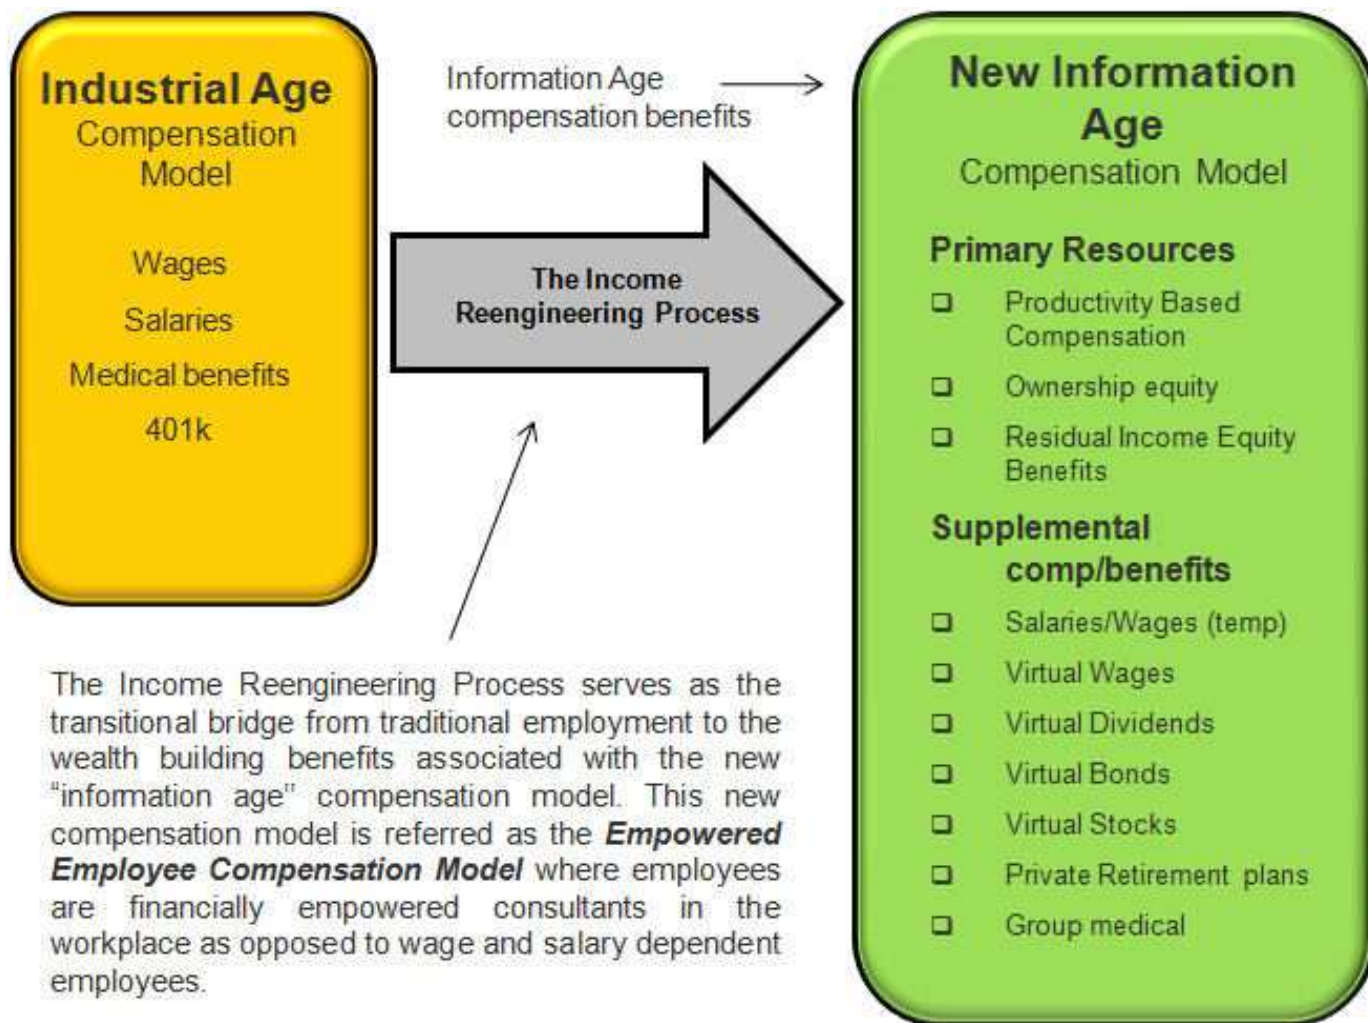 Industrial Age
Compensation
Model
Wages
Salaries
Medical benefits
401k
Information Age
compensation benefits
The Income
Reengineering Process
The Income Reengineering Process serves as the
transitional bridge from traditional employment to the
wealth building benefits associated with the new
“information age” compensation model. This new
compensation model is referred as the Empowered
Employee Compensation Model where employees
are financially empowered consultants in the
workplace as opposed to wage and salary dependent
employees.
New Information
Age
Compensation Model
Primary Resources
Productivity Based
Compensation
Ownership equity
Residual Income Equity
Benefits
Supplemental
comp/benefits
Salaries/Wages (temp)
Virtual Wages
Virtual Dividends
Virtual Bonds
Virtual Stocks
Private Retirement plans
Group medical